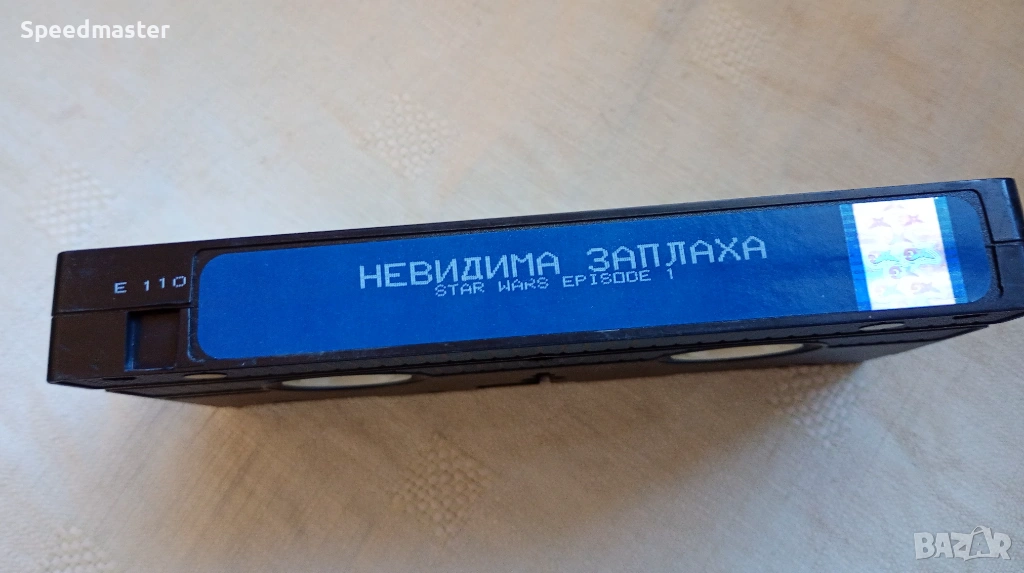 Speedmaster
E 110
НЕВИДИМА ЗАПЛАХА
STAR WARS EPISODE 1
BAZAR